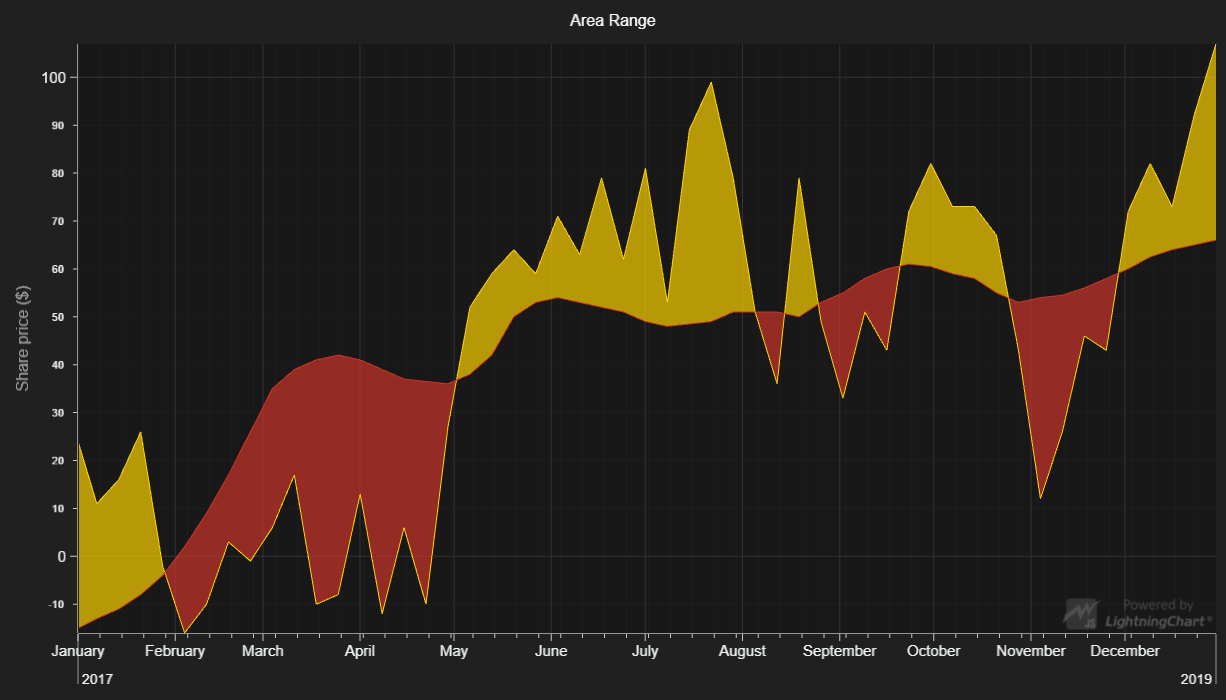 Area Range
Share price ($)
100
90
80
70
60
50
40
30
20
10
0
-10
January February March April May June July August September October November December
2017 2019
Powered by
JS LightningChart®